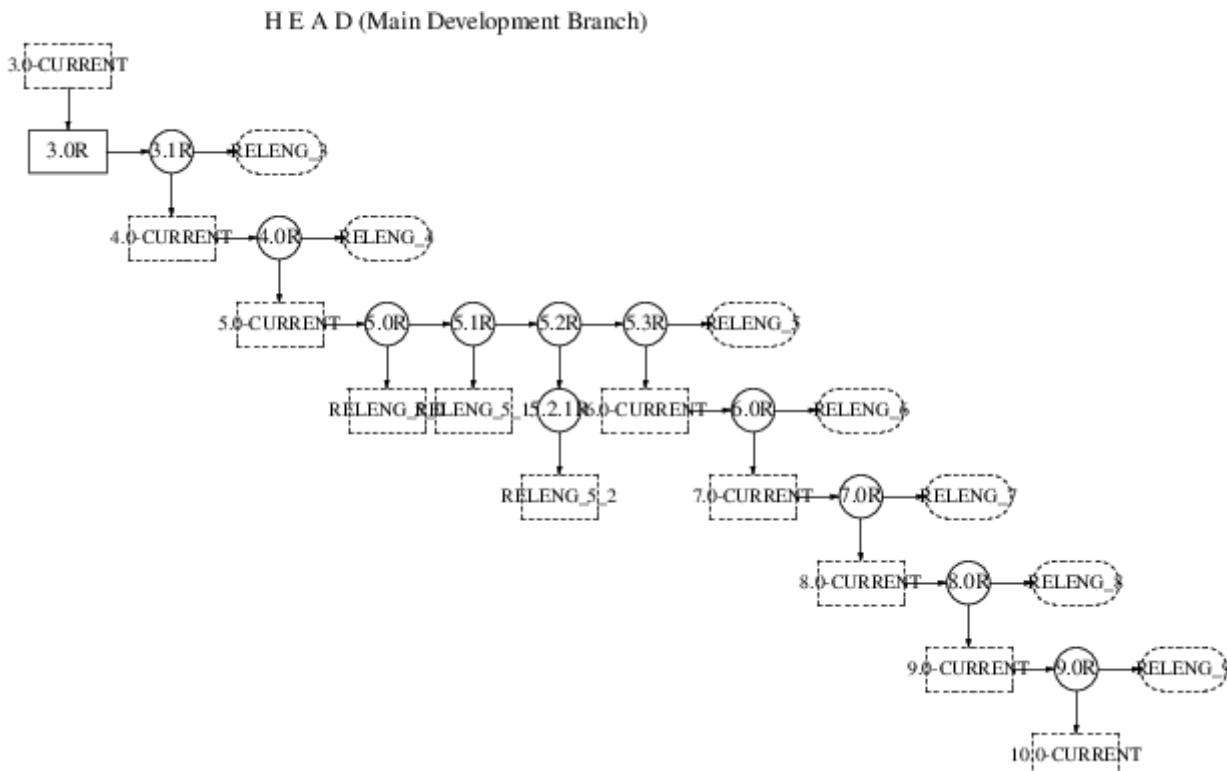 H E A D (Main Development Branch)
3.0-CURRENT
3.0R
3.1R
RELENG_3
4.0-CURRENT
4.0R
RELENG_4
5.0-CURRENT
5.0R
5.1R
5.2R
5.3R
RELENG_5
RELENG_5_1
5.2.1R
6.0-CURRENT
6.0R
RELENG_6
RELENG_5_2
7.0-CURRENT
7.0R
RELENG_7
8.0-CURRENT
8.0R
RELENG_8
9.0-CURRENT
9.0R
RELENG_9
10.0-CURRENT